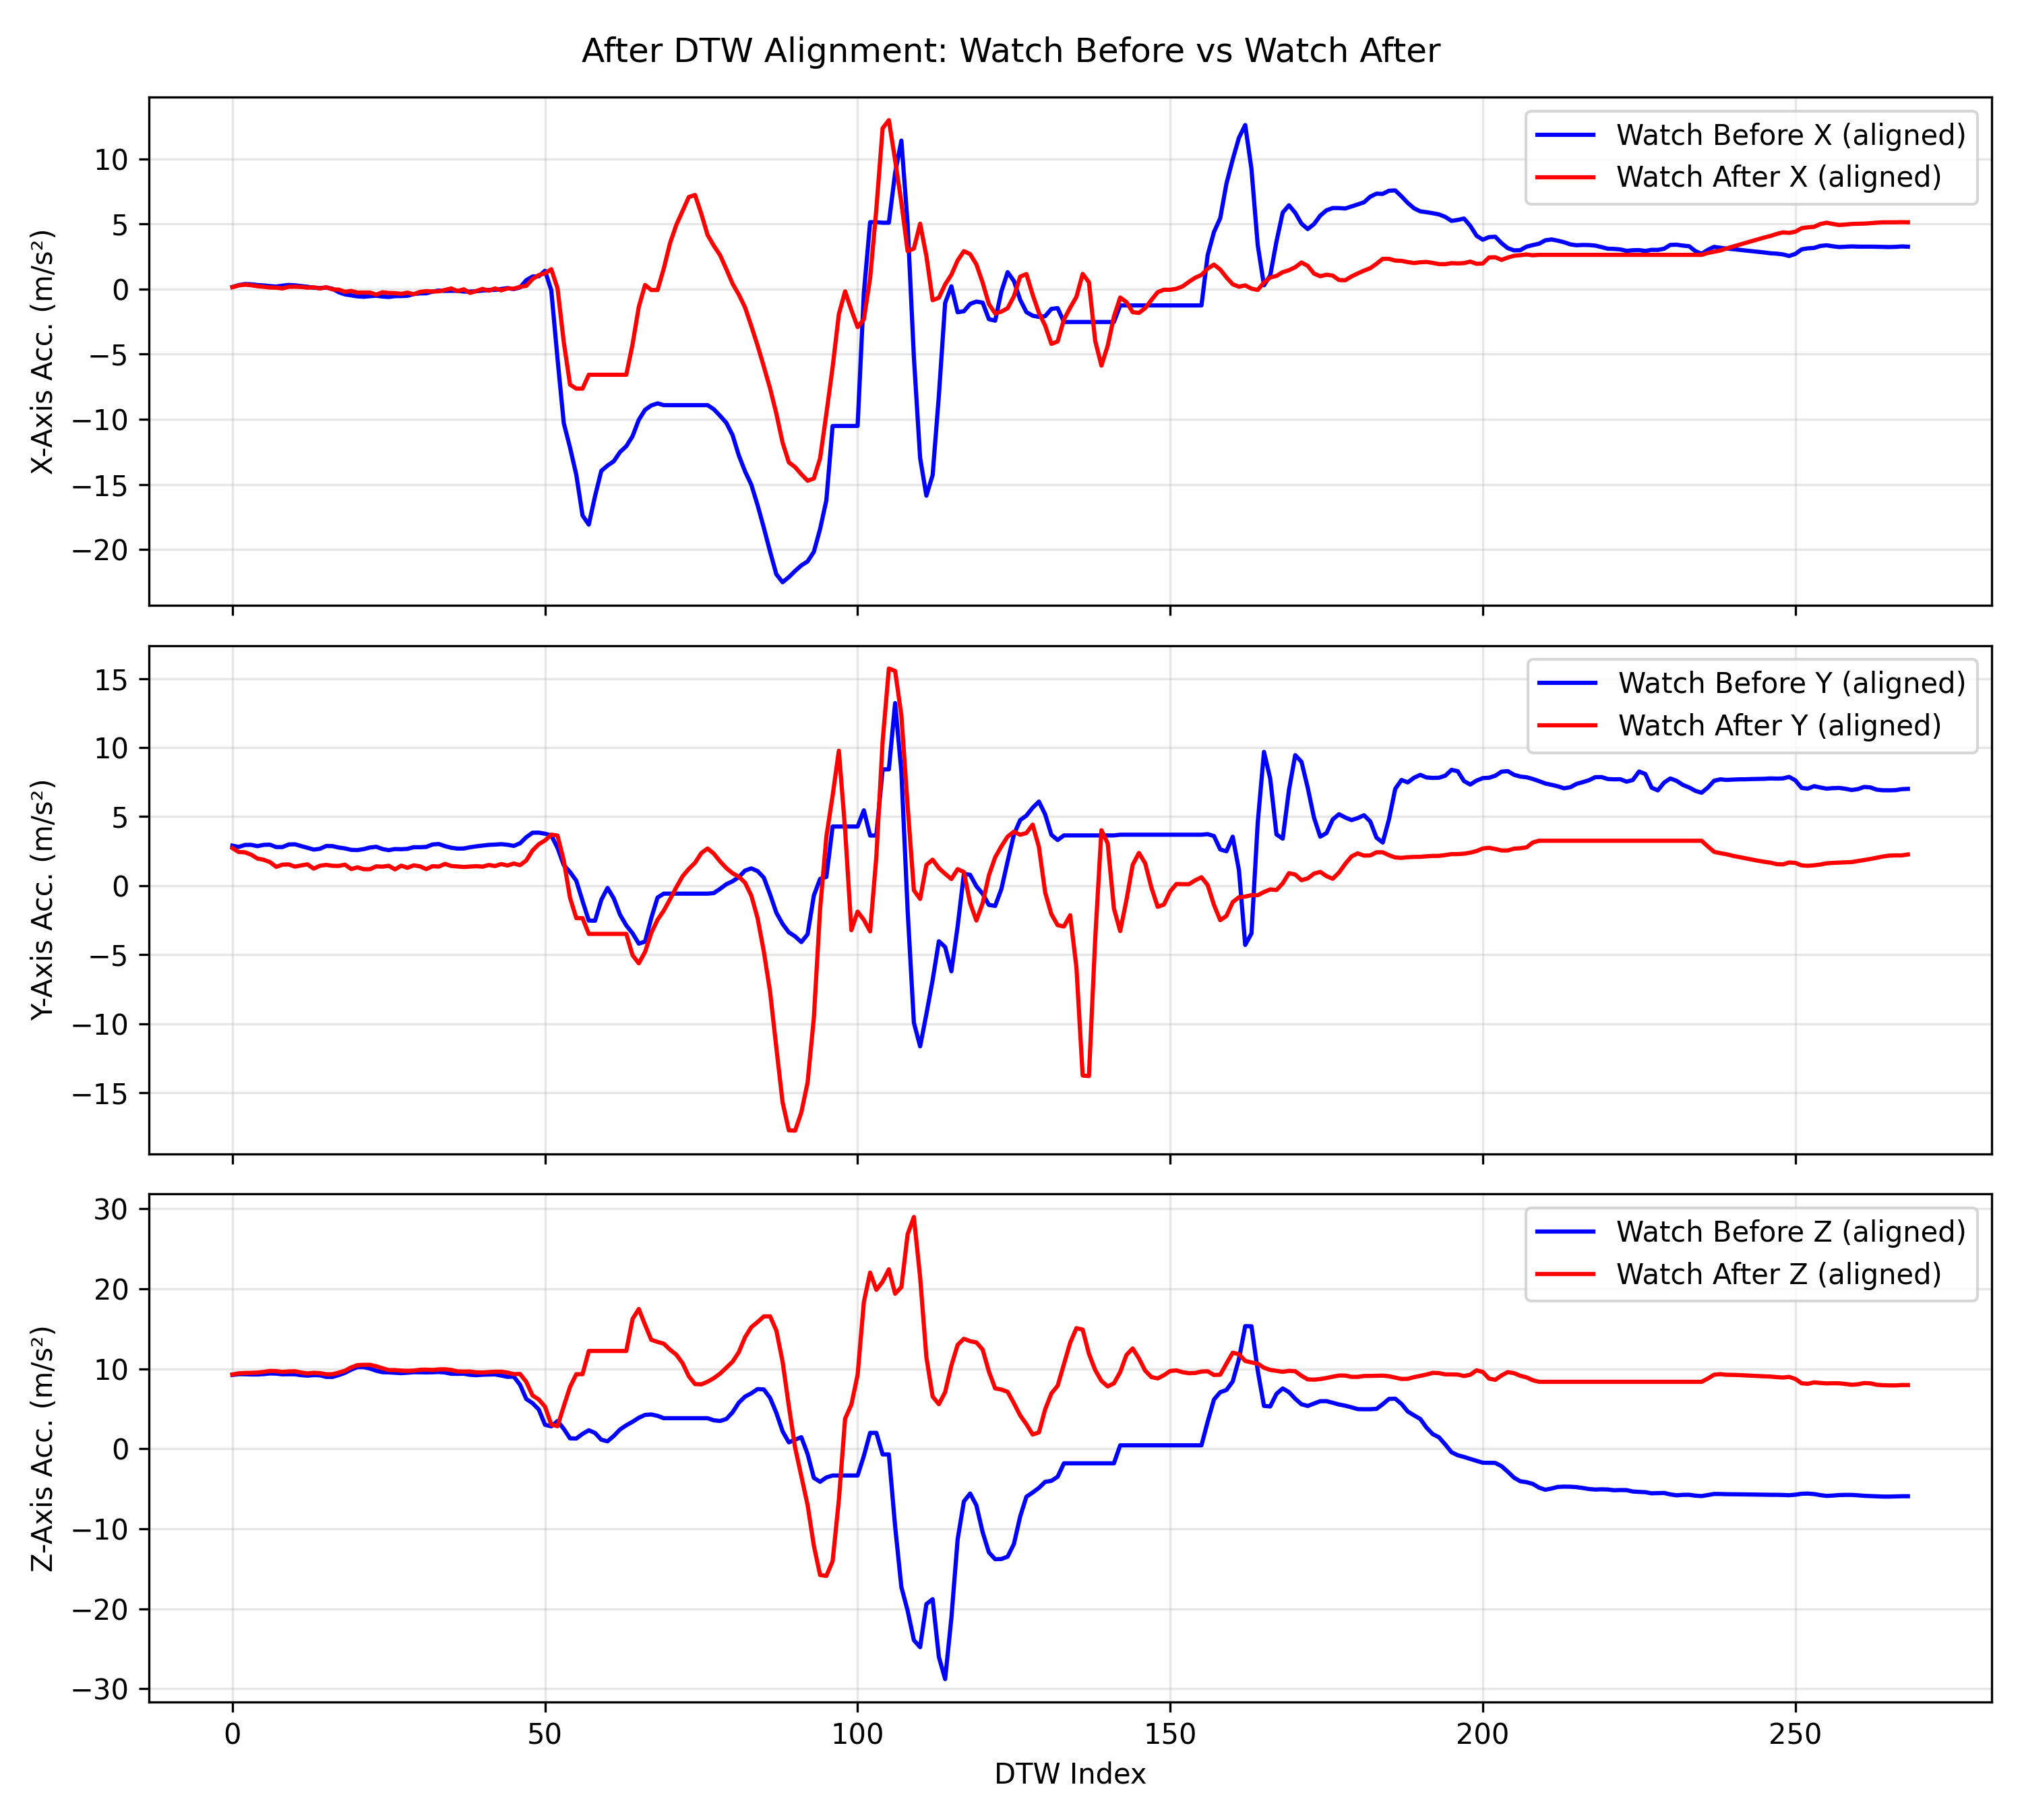 After DTW Alignment: Watch Before vs Watch After
X-Axis Acc. (m/s²)
10
5
0
−5
−10
−15
−20
Watch Before X (aligned)
Watch After X (aligned)
Y-Axis Acc. (m/s²)
15
10
5
0
−5
−10
−15
Watch Before Y (aligned)
Watch After Y (aligned)
Z-Axis Acc. (m/s²)
30
20
10
0
−10
−20
−30
Watch Before Z (aligned)
Watch After Z (aligned)
0 50 100 150 200 250
DTW Index